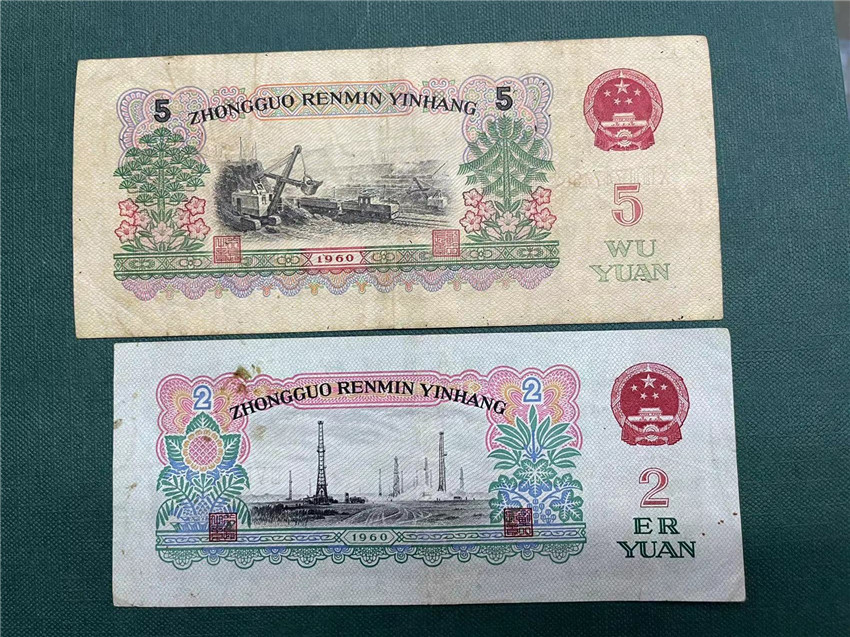 5 ZHONGGUO RENMIN YINHANG 5
5
WU
YUAN
1960
2 ZHONGGUO RENMIN YINHANG 2
2
ER
YUAN
1960